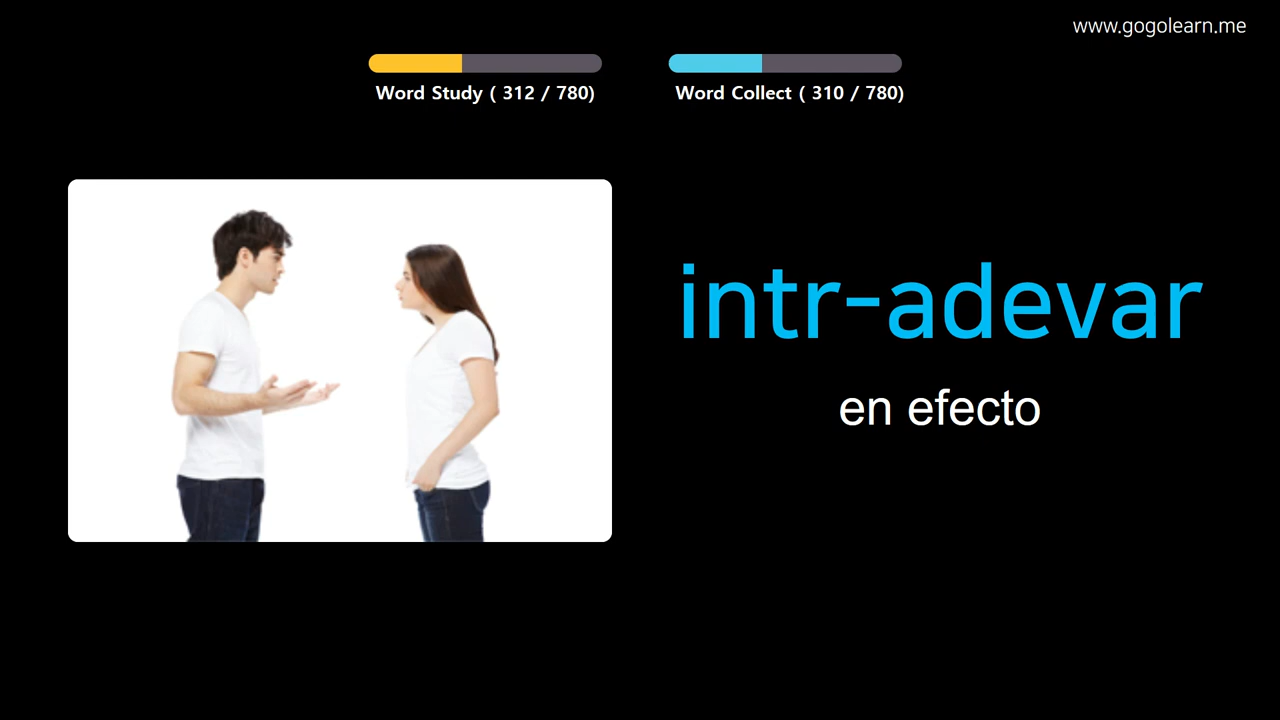 www.gogolearn.me
Word Study ( 312 / 780)
Word Collect ( 310 / 780)
intr-adevar
en efecto